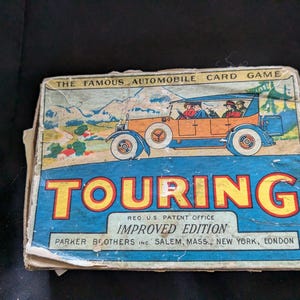 THE FAMOUS AUTOMOBILE CARD GAME
TOURING
REG. U.S. PATENT OFFICE
IMPROVED EDITION
PARKER BROTHERS INC. SALEM, MASS., NEW YORK, LONDON